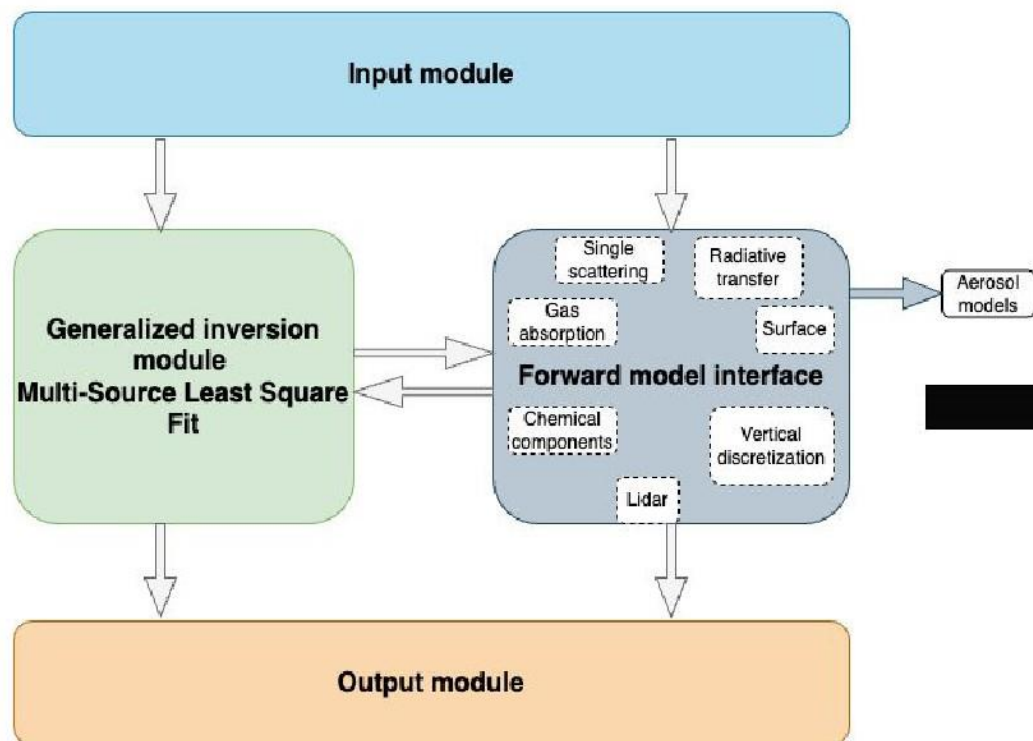 Input module
Single
scattering
Radiative
transfer
Aerosol
models
Gas
absorption
Surface
Generalized inversion
module
Multi-Source Least Square
Fit
Forward model interface
Chemical
components
Vertical
discretization
Lidar
Output module